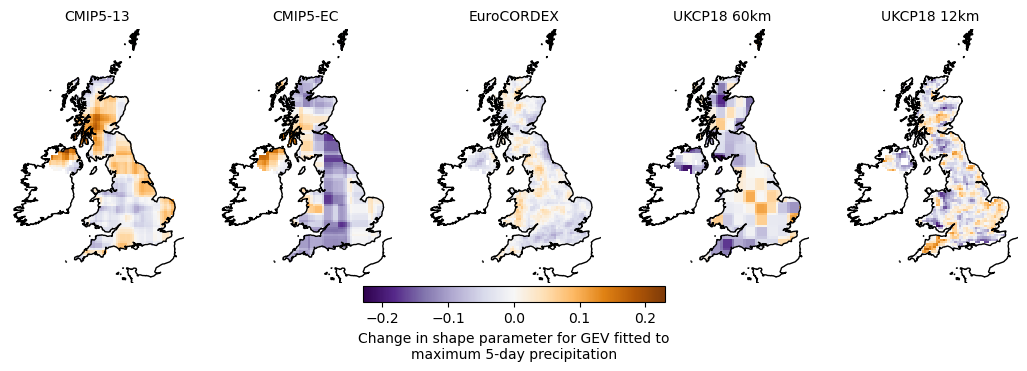 CMIP5-13
CMIP5-EC
EuroCORDEX
UKCP18 60km
UKCP18 12km
−0.2
−0.1
0.0
0.1
0.2
Change in shape parameter for GEV fitted to
maximum 5-day precipitation